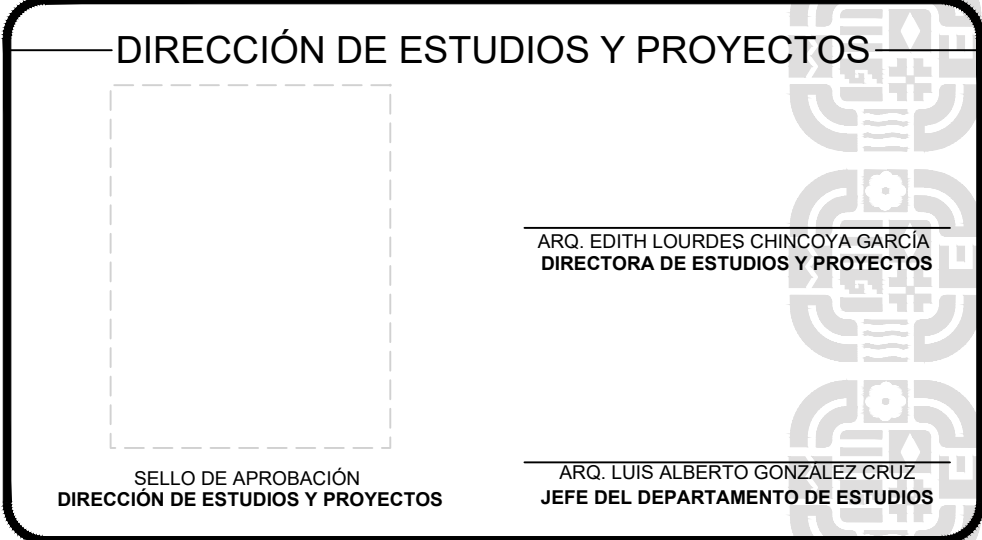 DIRECCIÓN DE ESTUDIOS Y PROYECTOS
ARQ. EDITH LOURDES CHINCOYA GARCÍA
DIRECTORA DE ESTUDIOS Y PROYECTOS
SELLO DE APROBACIÓN
DIRECCIÓN DE ESTUDIOS Y PROYECTOS
ARQ. LUIS ALBERTO GONZÁLEZ CRUZ
JEFE DEL DEPARTAMENTO DE ESTUDIOS